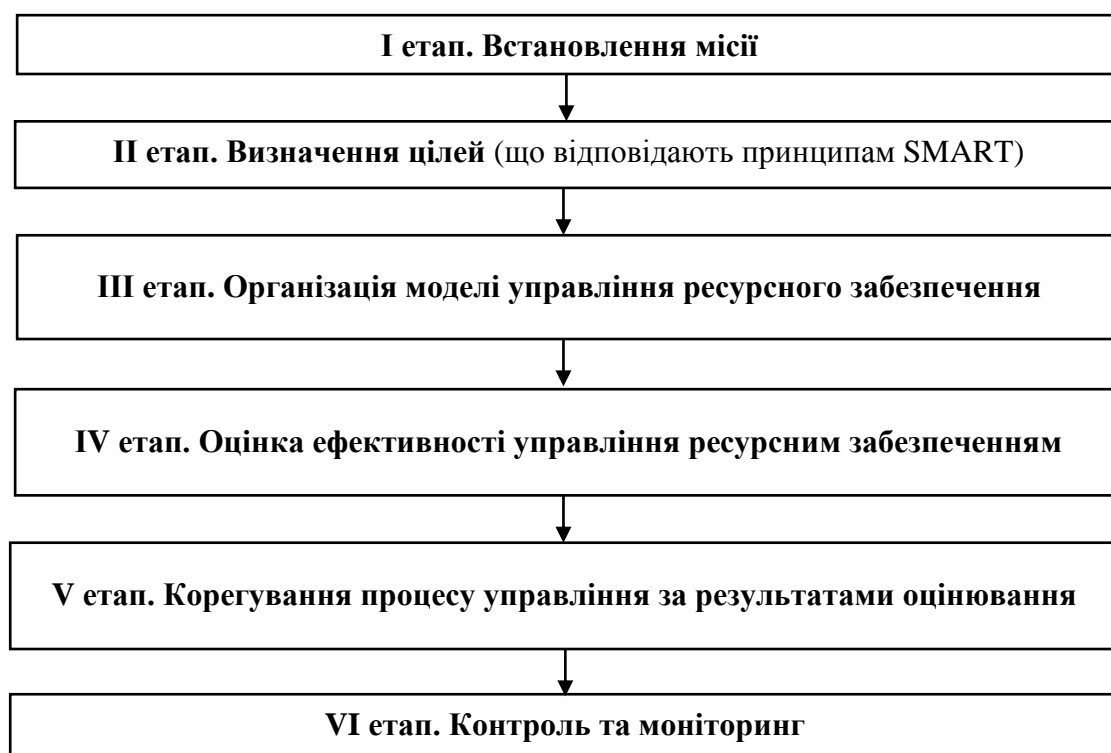 I етап. Встановлення місії
II етап. Визначення цілей (що відповідають принципам SMART)
III етап. Організація моделі управління ресурсного забезпечення
IV етап. Оцінка ефективності управління ресурсним забезпеченням
V етап. Корегування процесу управління за результатами оцінювання
VI етап. Контроль та моніторинг